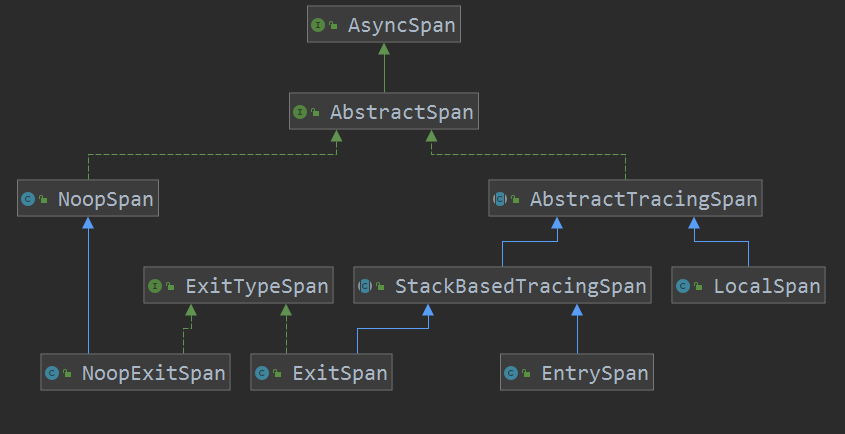 AsyncSpan
AbstractSpan
NoopSpan
AbstractTracingSpan
ExitTypeSpan
StackBasedTracingSpan
LocalSpan
NoopExitSpan
ExitSpan
EntrySpan